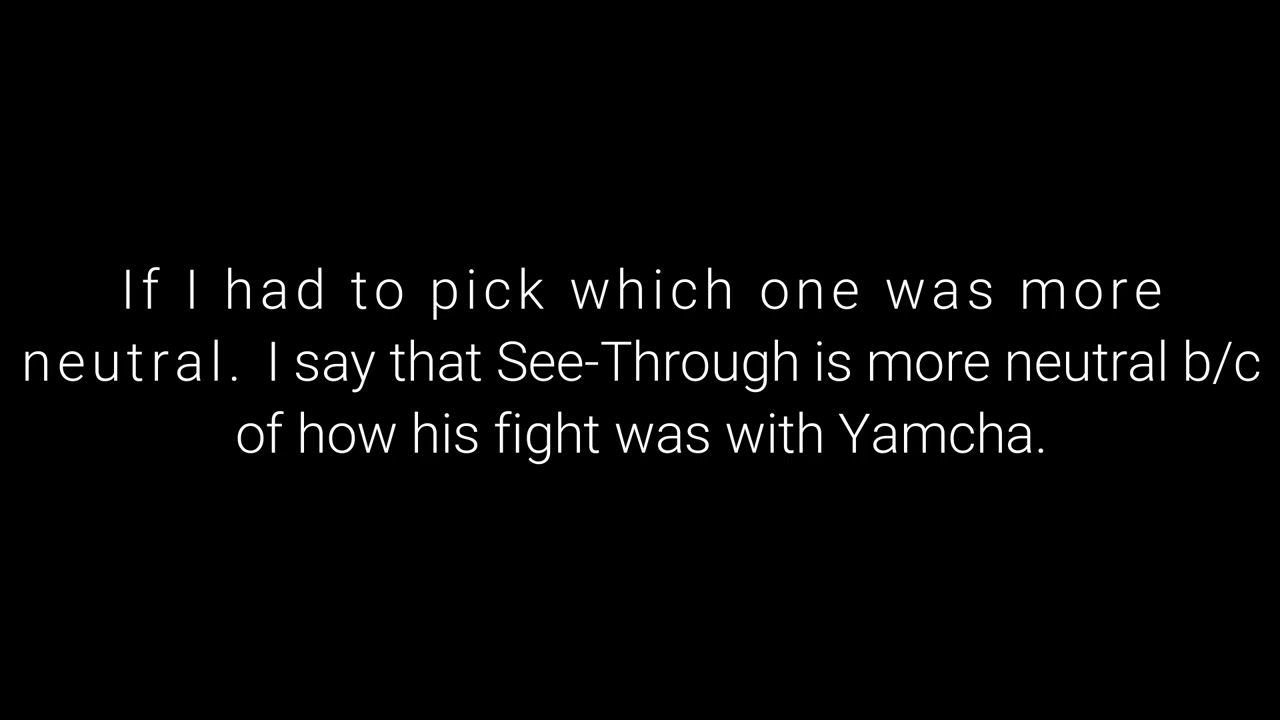 If I had to pick which one was more
neutral. I say that See-Through is more neutral b/c
of how his fight was with Yamcha.